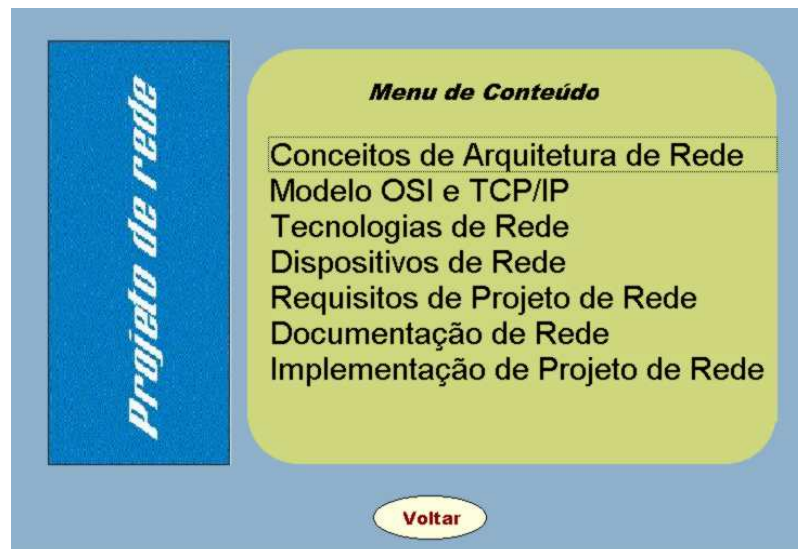 Projeto de rede
Menu de Conteúdo
Conceitos de Arquitetura de Rede
Modelo OSI e TCP/IP
Tecnologias de Rede
Dispositivos de Rede
Requisitos de Projeto de Rede
Documentação de Rede
Implementação de Projeto de Rede
Voltar